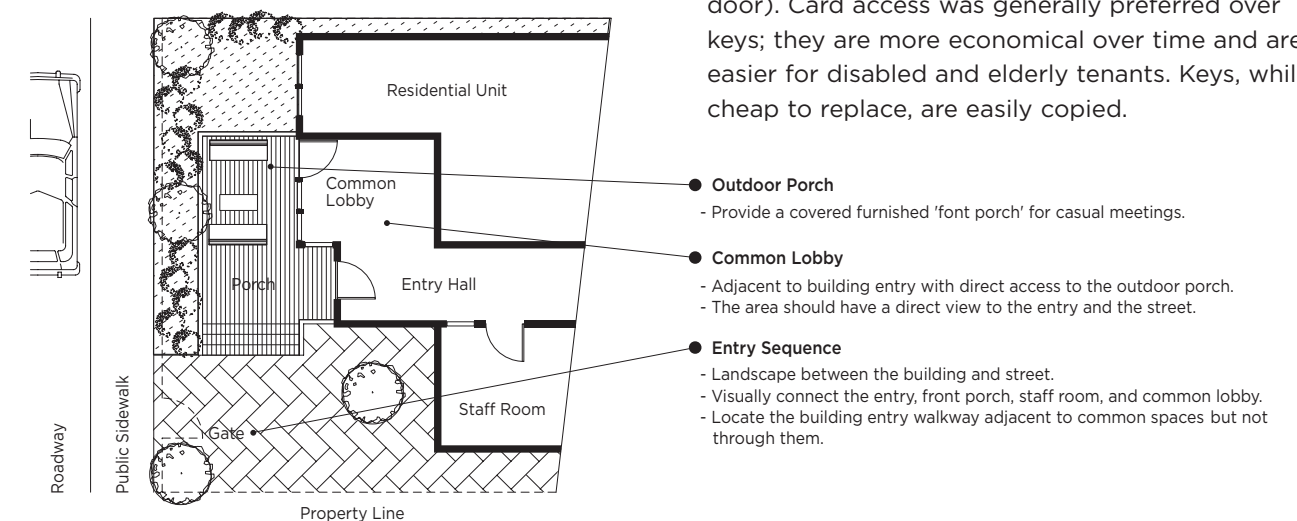 door). Card access was generally preferred over
keys; they are more economical over time and are
easier for disabled and elderly tenants. Keys, whil
cheap to replace, are easily copied.
Residential Unit
Common
Lobby
Porch
Entry Hall
Staff Room
Gate
Roadway
Public Sidewalk
Property Line
Outdoor Porch
- Provide a covered furnished 'font porch' for casual meetings.
Common Lobby
- Adjacent to building entry with direct access to the outdoor porch.
- The area should have a direct view to the entry and the street.
Entry Sequence
- Landscape between the building and street.
- Visually connect the entry, front porch, staff room, and common lobby.
- Locate the building entry walkway adjacent to common spaces but not
through them.